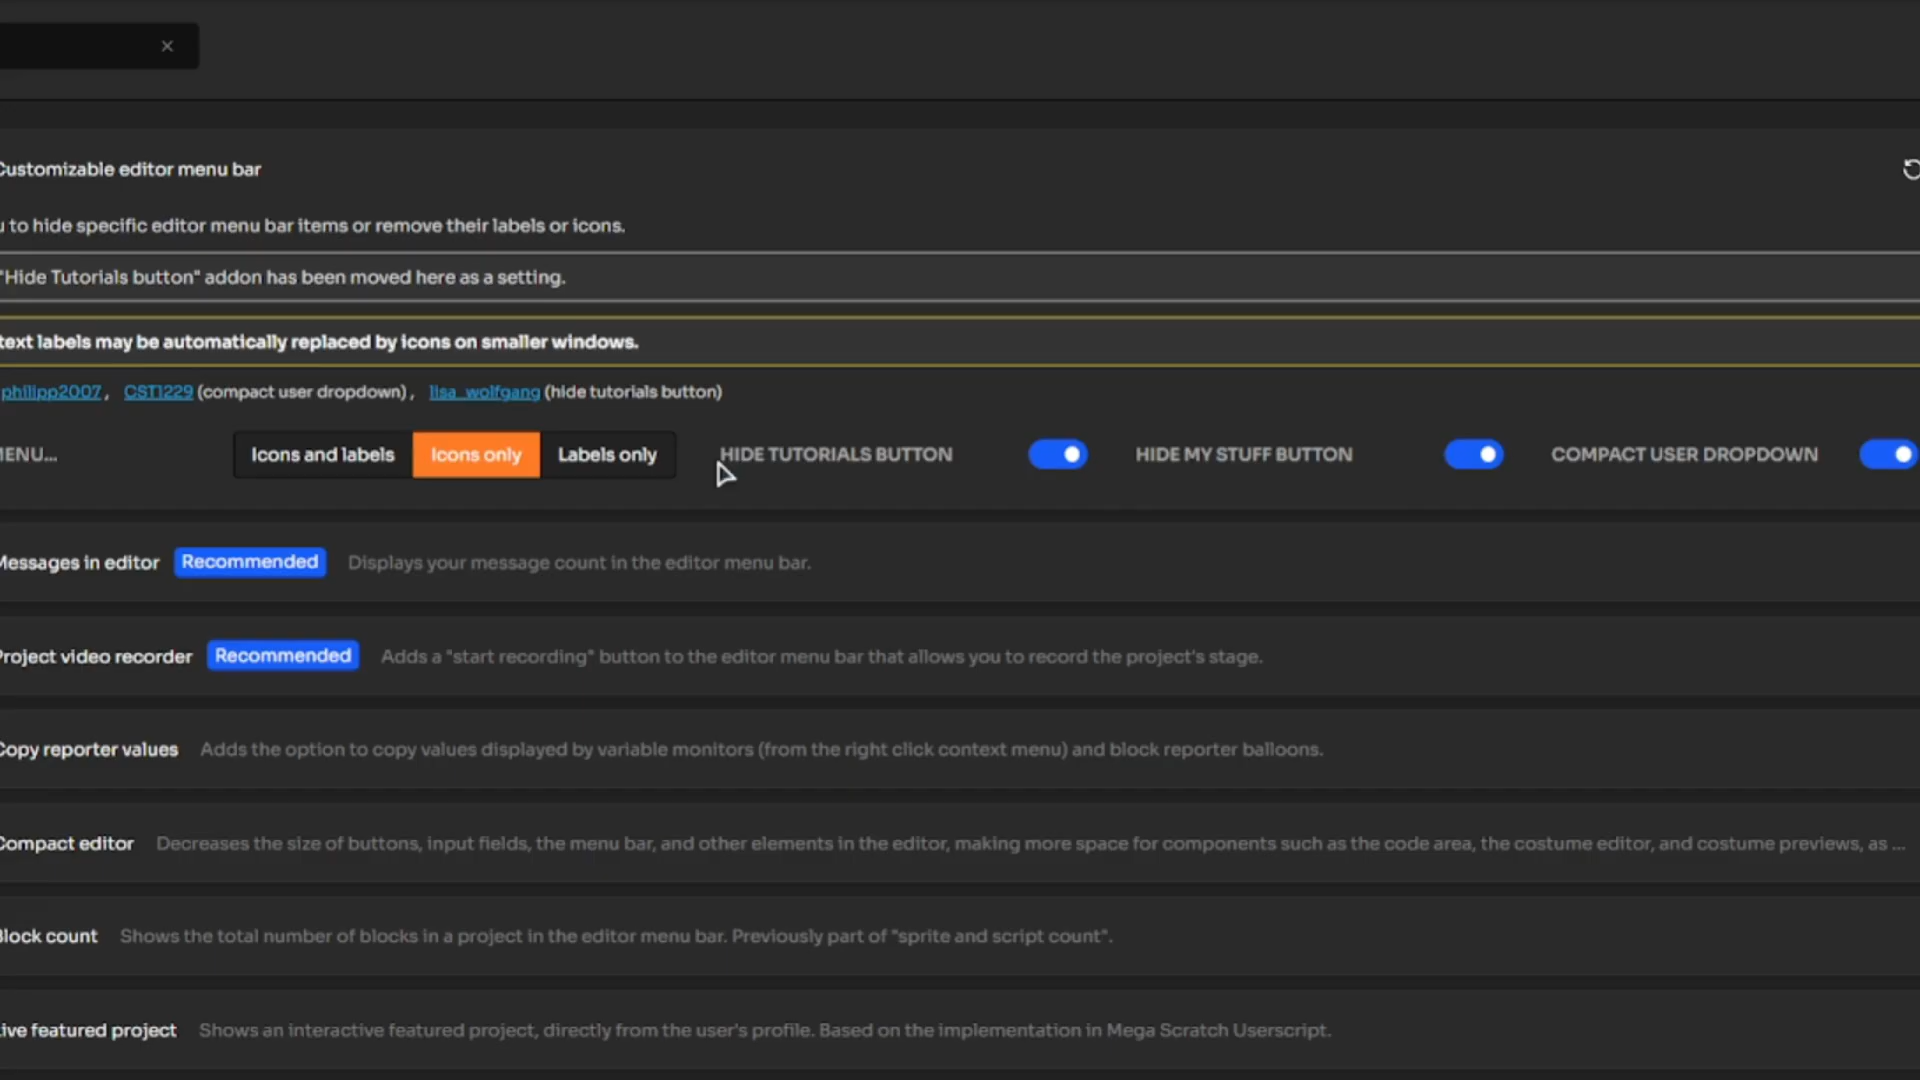 Customizable editor menu bar
to hide specific editor menu bar items or remove their labels or icons.
"Hide Tutorials button" addon has been moved here as a setting.
text labels may be automatically replaced by icons on smaller windows.
philipp2007, CST1229 (compact user dropdown), lisa_wolfgang (hide tutorials button)
MENU... Icons and labels Icons only Labels only HIDE TUTORIALS BUTTON HIDE MY STUFF BUTTON COMPACT USER DROPDOWN
Messages in editor Recommended Displays your message count in the editor menu bar.
Project video recorder Recommended Adds a "start recording" button to the editor menu bar that allows you to record the project's stage.
Copy reporter values Adds the option to copy values displayed by variable monitors (from the right click context menu) and block reporter balloons.
Compact editor Decreases the size of buttons, input fields, the menu bar, and other elements in the editor, making more space for components such as the code area, the costume editor, and costume previews, as ...
Block count Shows the total number of blocks in a project in the editor menu bar. Previously part of "sprite and script count".
Live featured project Shows an interactive featured project, directly from the user's profile. Based on the implementation in Mega Scratch Userscript.